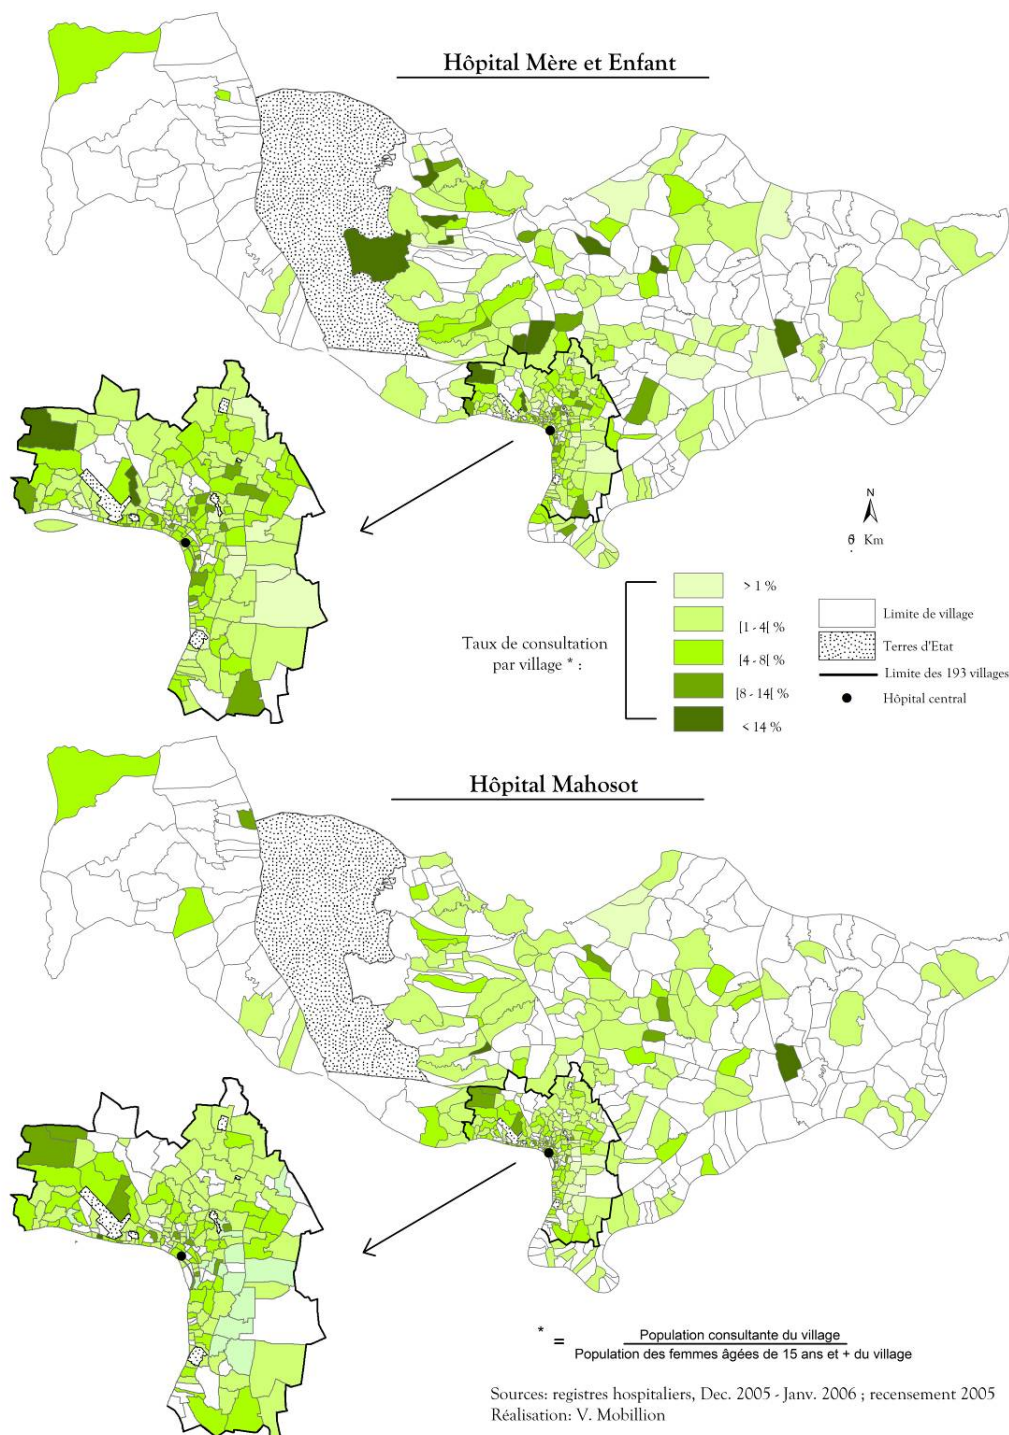 Hôpital Mère et Enfant
N
Km
Taux de consultation
par village * :
> 1 %
[1 - 4[ %
[4 - 8[ %
[8 - 14[ %
< 14 %
Limite de village
Terres d'Etat
Limite des 193 villages
Hôpital central
Hôpital Mahosot
* = Population consultante du village
Population des femmes âgées de 15 ans et + du village
Sources: registres hospitaliers, Dec. 2005 - Janv. 2006 ; recensement 2005
Réalisation: V. Mobillion